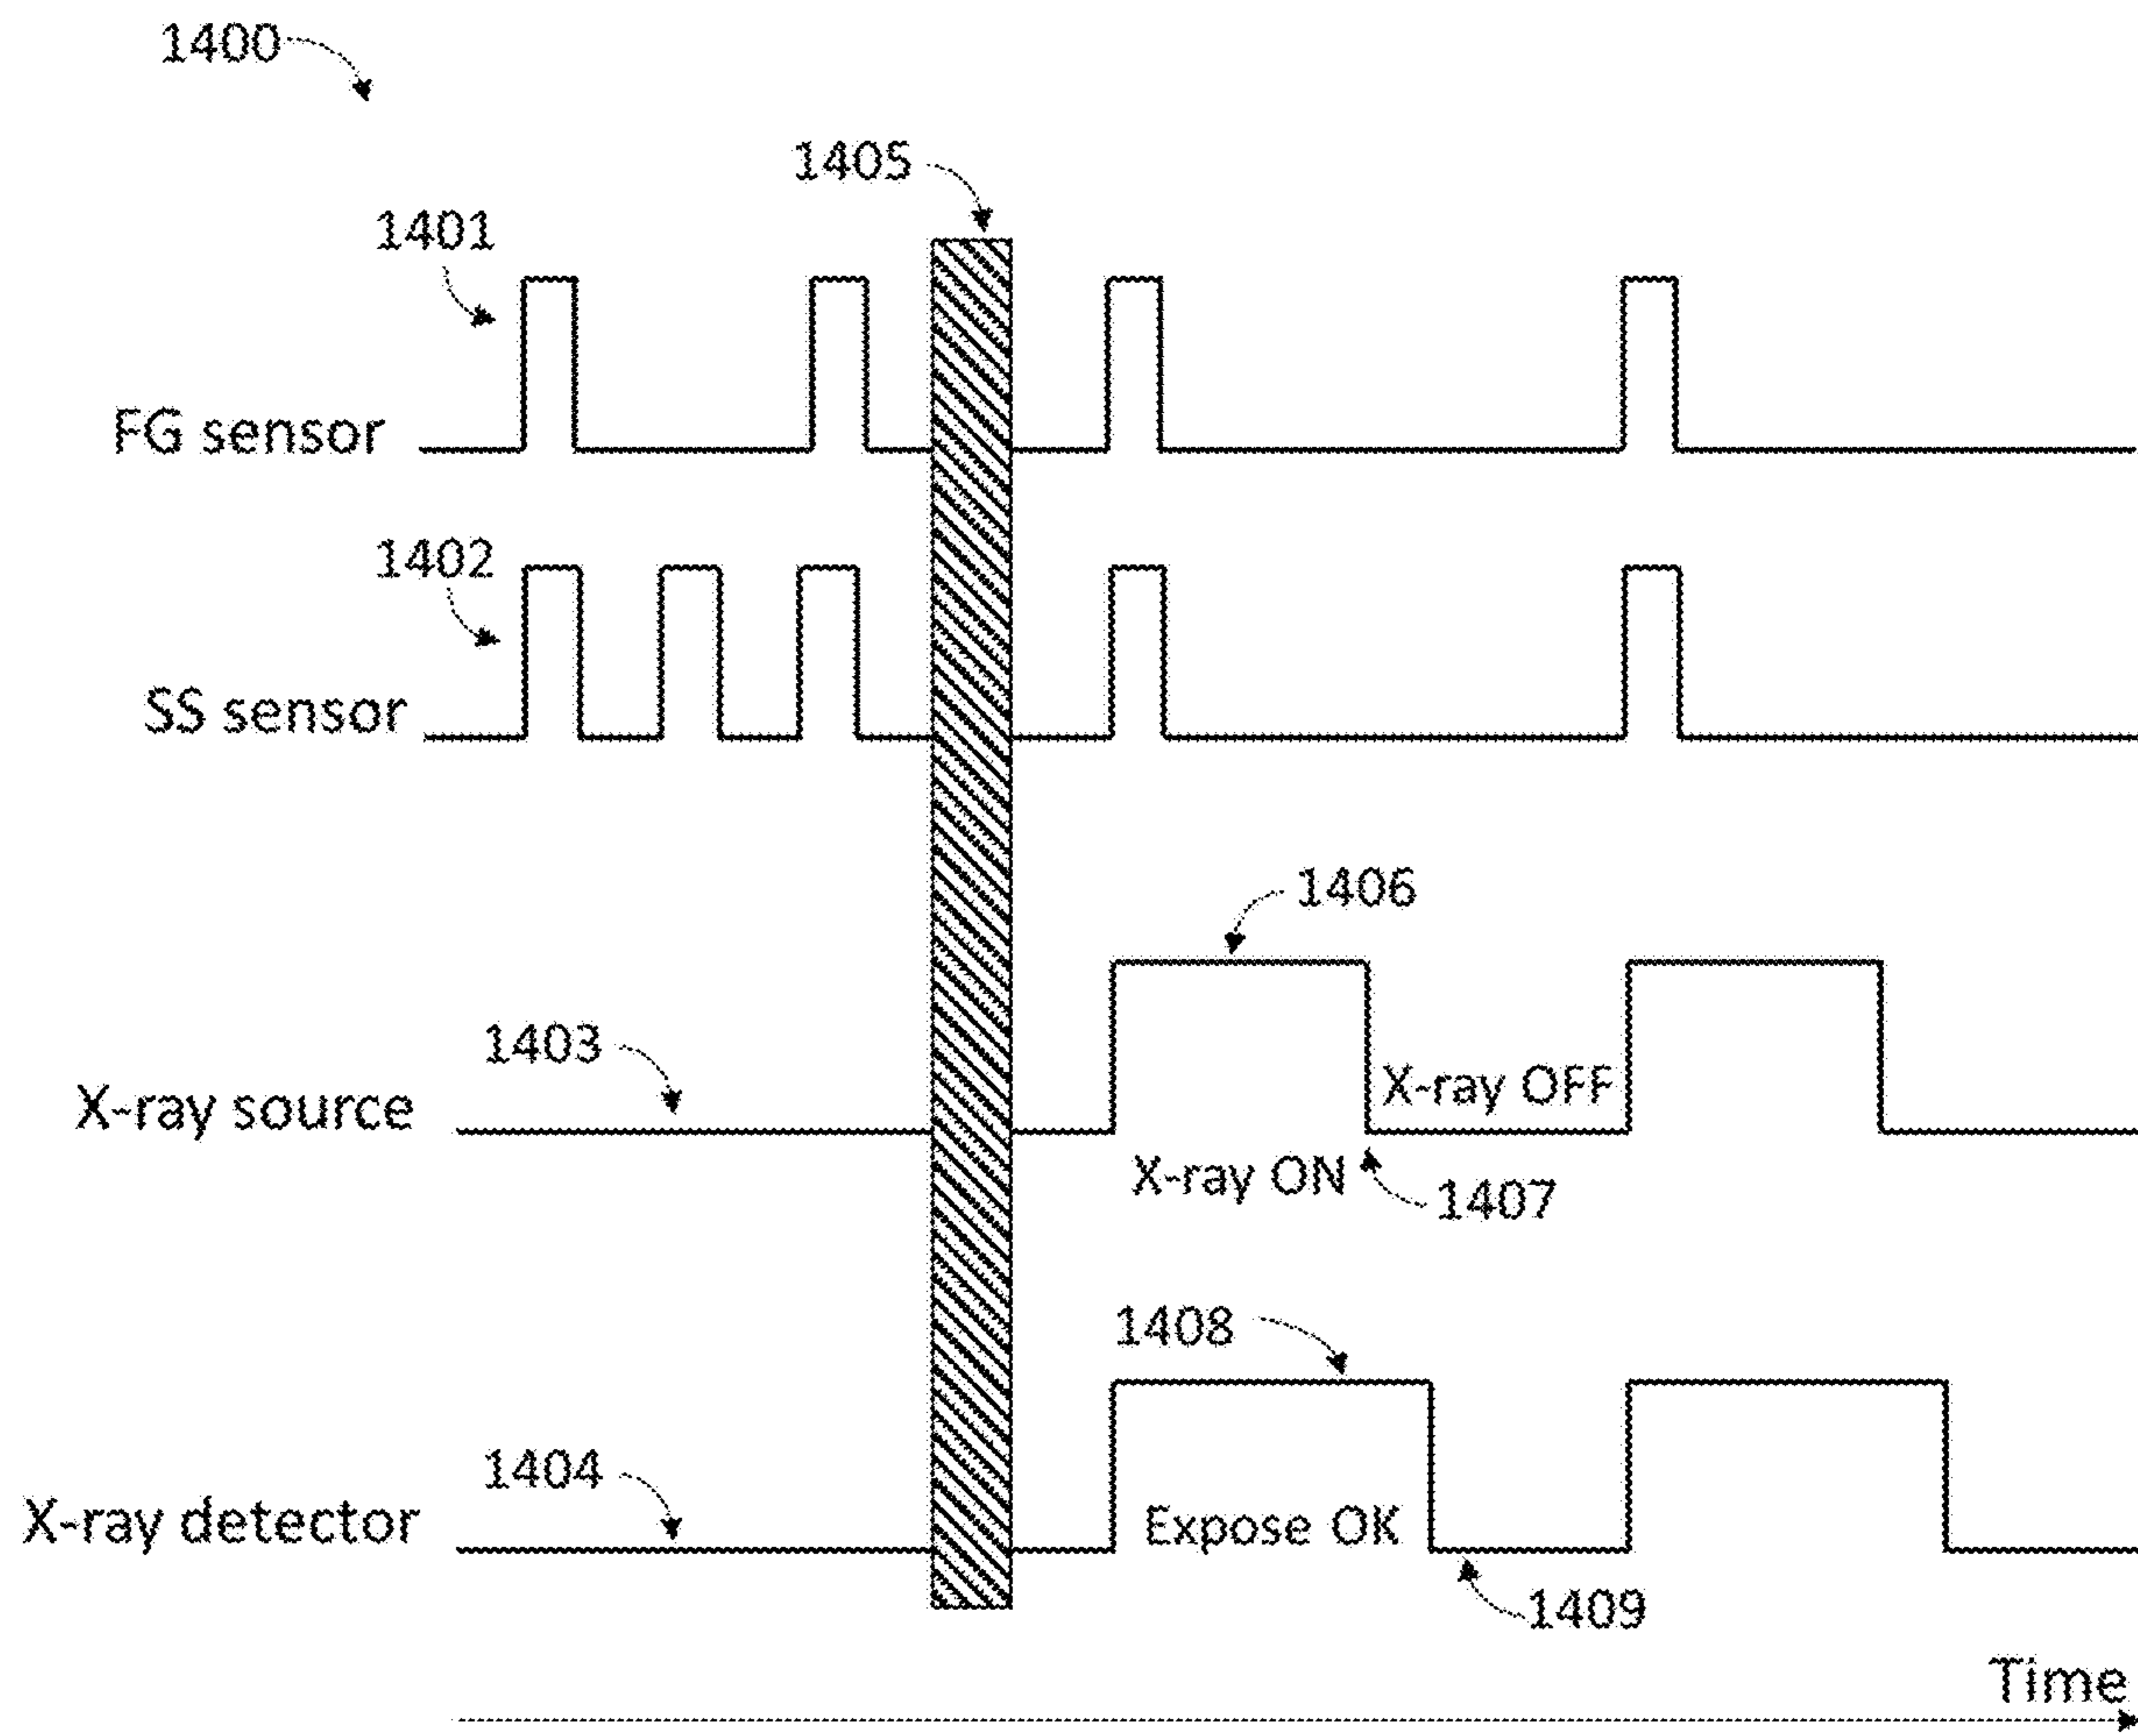 1400
1405
1401
FG sensor
1402
SS sensor
1406
1403
X-ray source
X-ray OFF
X-ray ON
1407
1408
1404
X-ray detector
Expose OK
1409
Time